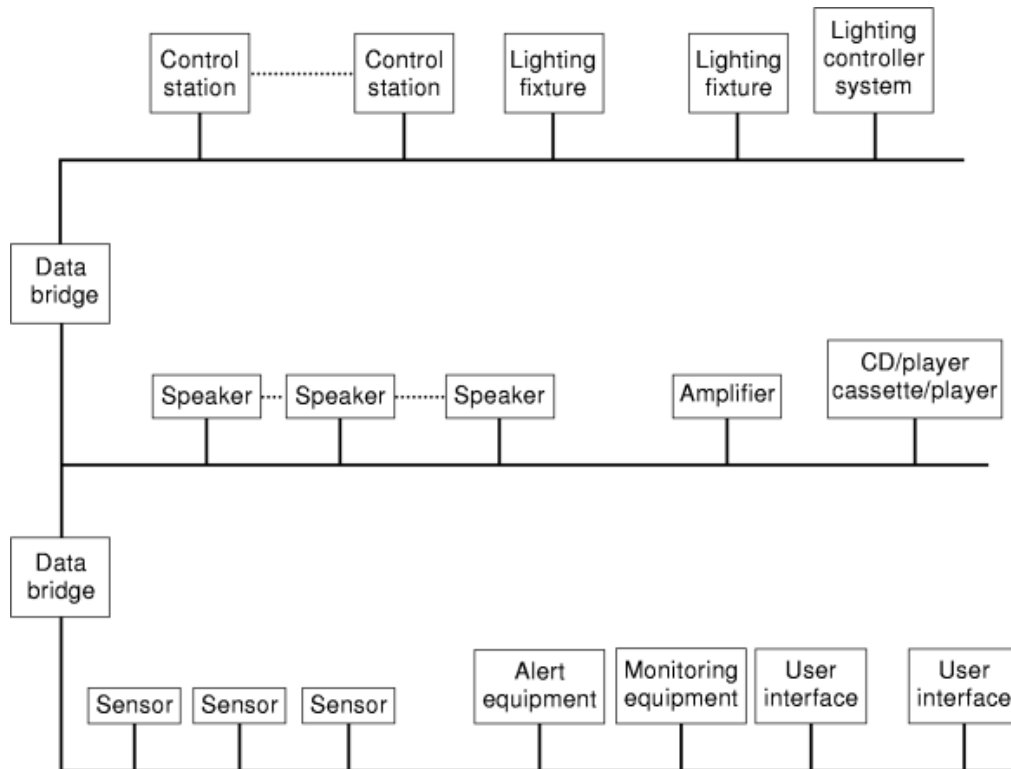 Control
station
Control
station
Lighting
fixture
Lighting
fixture
Lighting
controller
system
Data
bridge
Speaker
Speaker
Speaker
Amplifier
CD/player
cassette/player
Data
bridge
Sensor
Sensor
Sensor
Alert
equipment
Monitoring
equipment
User
interface
User
interface